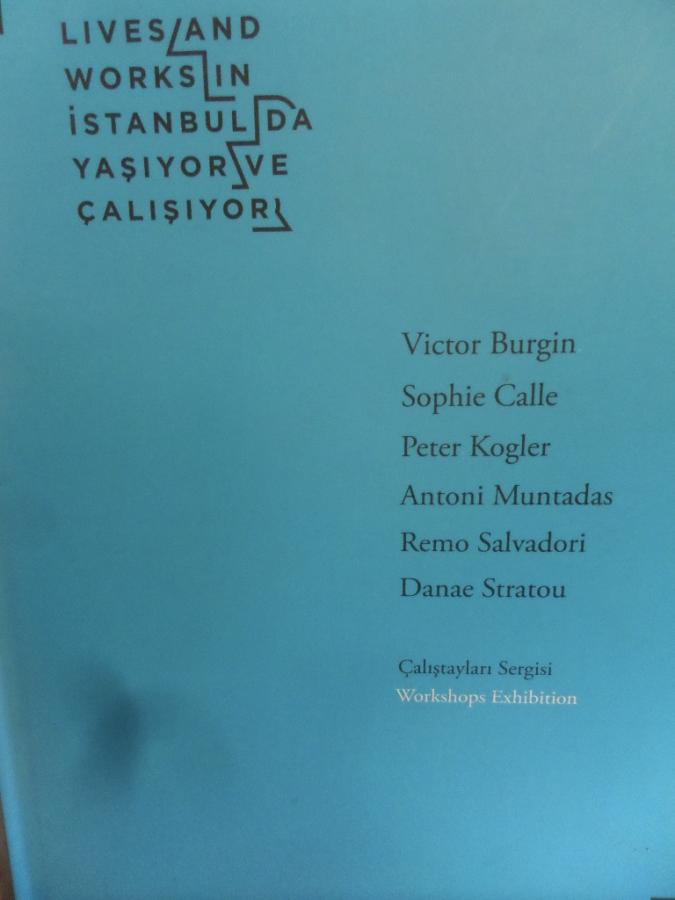 LIVES AND
WORKS IN
İSTANBUL DA
YAŞIYOR VE
ÇALIŞIYOR
Victor Burgin
Sophie Calle
Peter Kogler
Antoni Muntadas
Remo Salvadori
Danae Stratou
Çalıştayları Sergisi
Workshops Exhibition